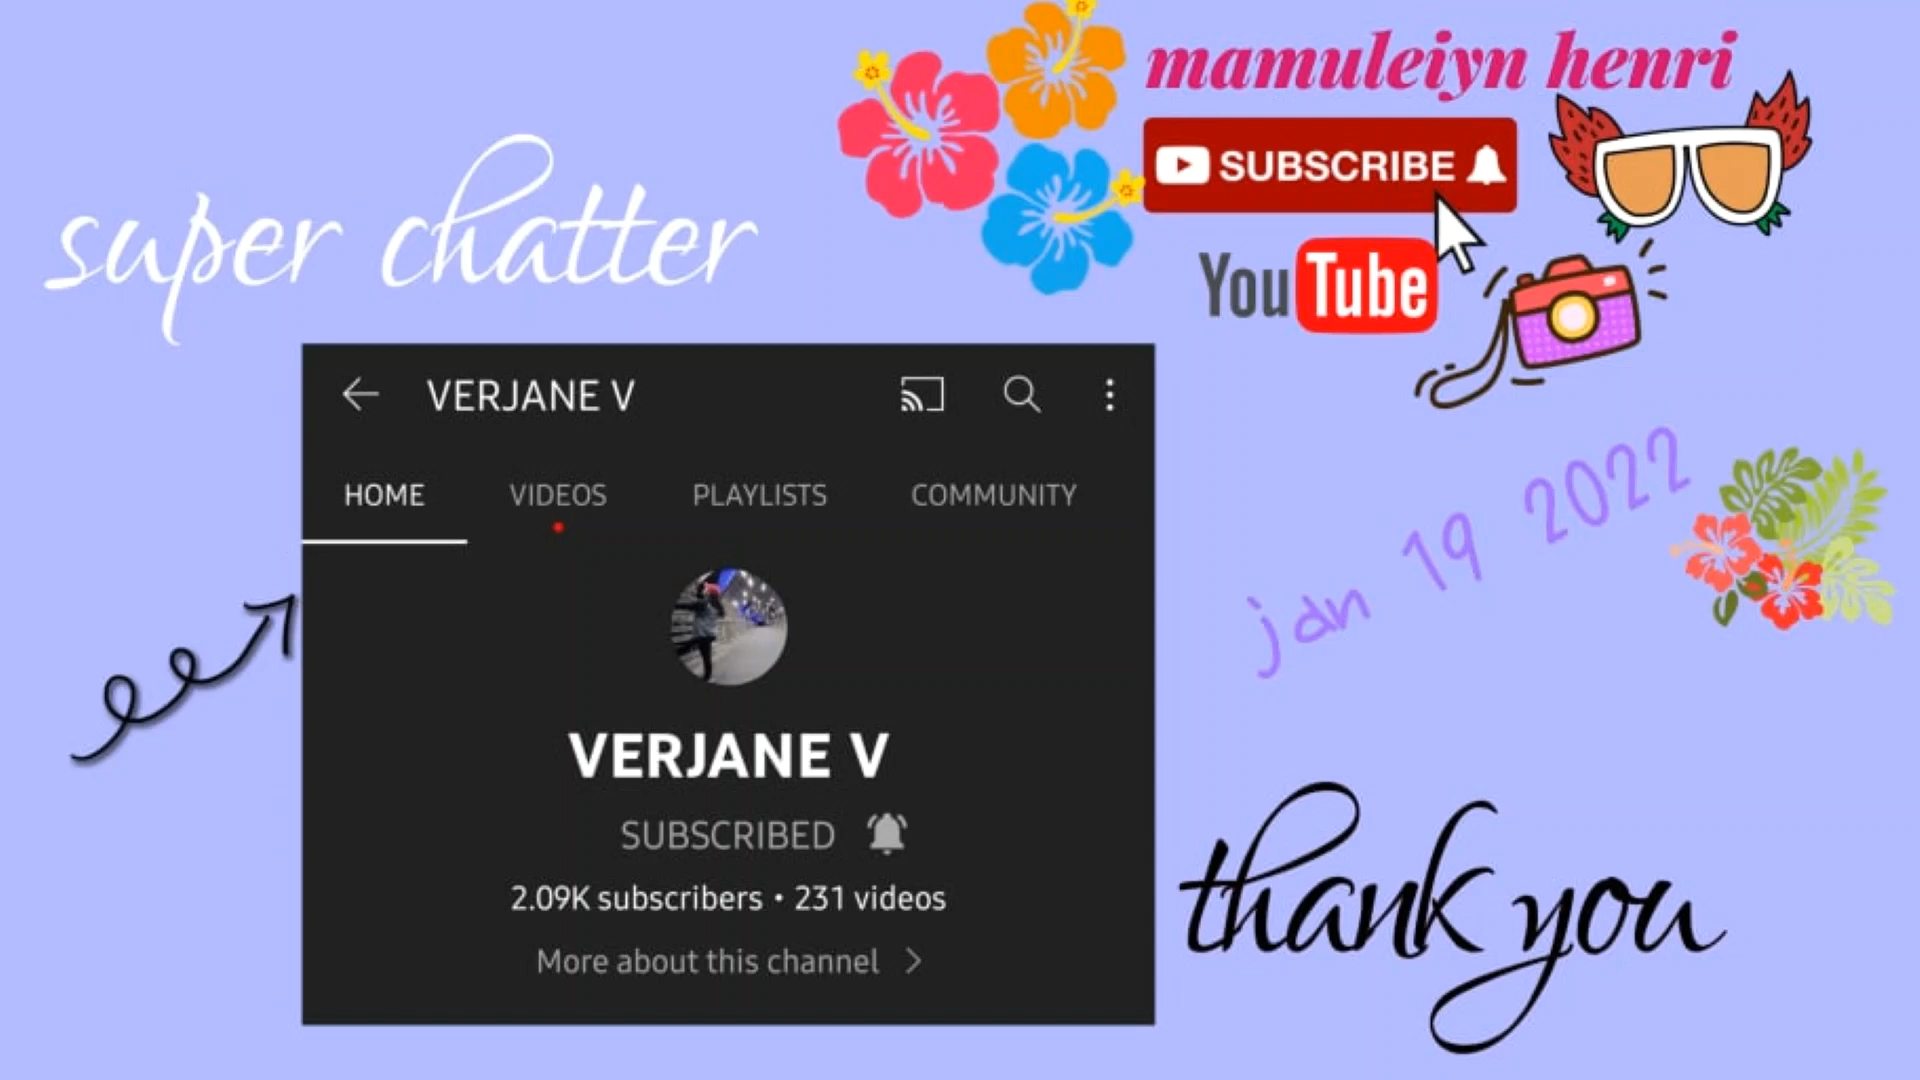 mamuleiyn henri
SUBSCRIBE
YouTube
super chatter
VERJANE V
HOME VIDEOS PLAYLISTS COMMUNITY
jan 19 2022
VERJANE V
SUBSCRIBED
2.09K subscribers • 231 videos
More about this channel
thank you